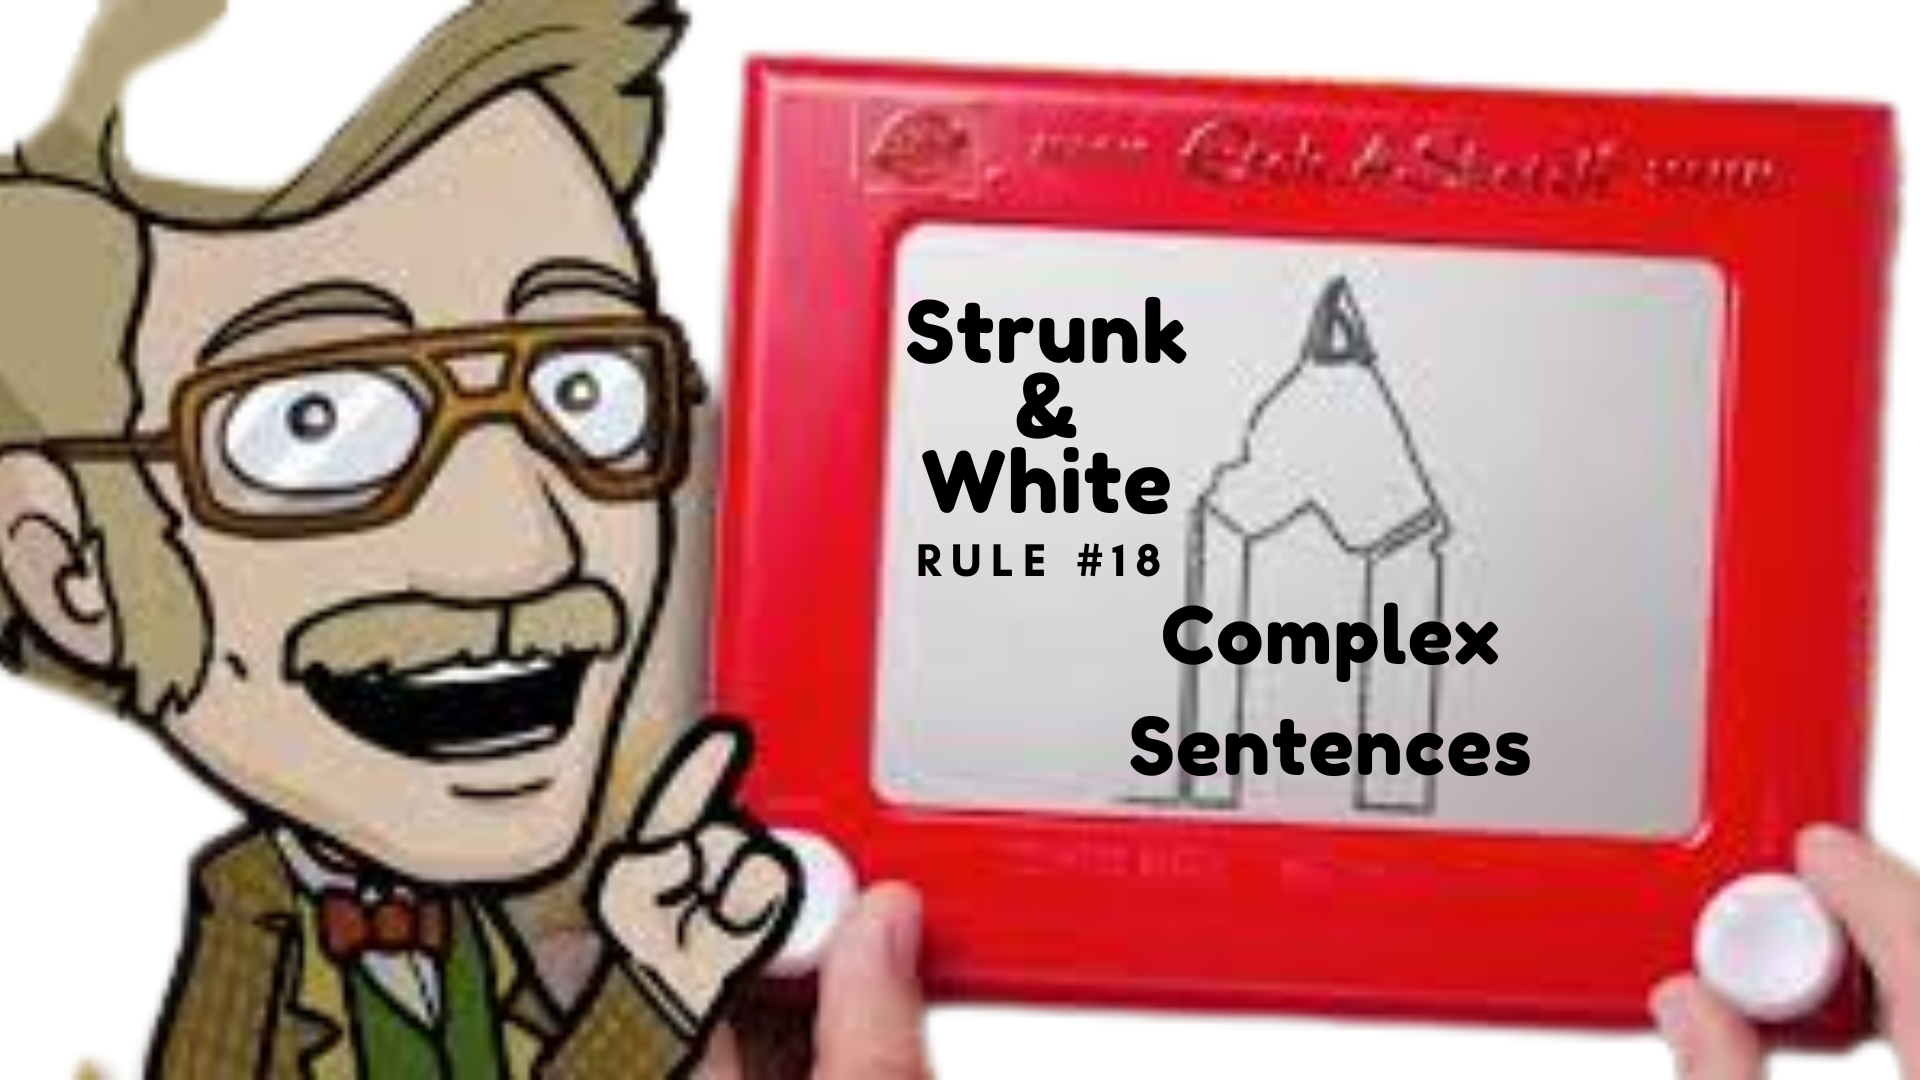 Strunk
&
White
RULE #18
Complex
Sentences